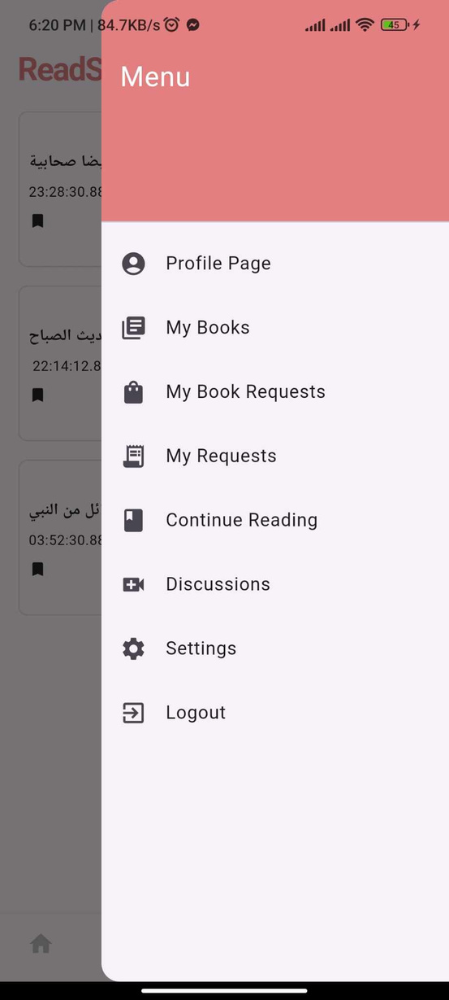 6:20 PM | 84.7KB/s
45
ReadS
Menu
يضا صحابية
23:28:30.88
ديث الصباح
22:14:12.8
ئل من النبي
03:52:30.88
Profile Page
My Books
My Book Requests
My Requests
Continue Reading
Discussions
Settings
Logout